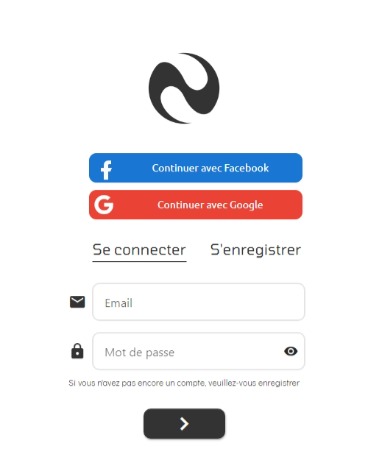 Continuer avec Facebook
Continuer avec Google
Se connecter S'enregistrer
Email
Mot de passe
Si vous n'avez pas encore un compte, veuillez-vous enregistrer